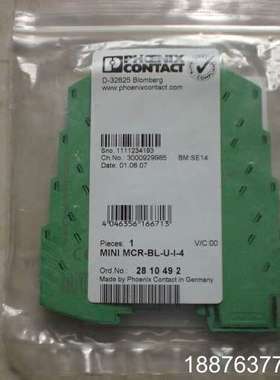 PHOENIX
CONTACT
D-32825 Blomberg
www.phoenixcontact.com
Sno. 1111234193
Ch.No. 3000929985 BM:SE14
Date: 01.06.07
4 046356 166713
Pieces: 1 V/C 00
MINI MCR-BL-U-I-4
Ord.No.: 28 10 49 2
Made by Phoenix Contact in Germany
18876377